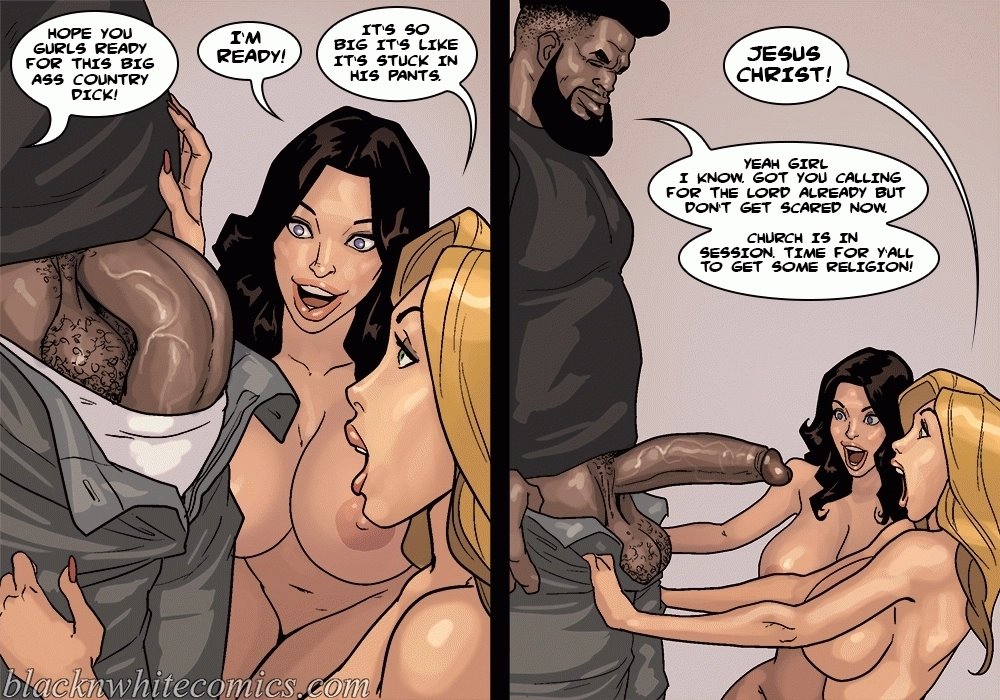 HOPE YOU
GURLS READY
FOR THIS BIG
ASS COUNTRY
DICK!
I'M
READY!
IT'S SO
BIG IT'S LIKE
IT'S STUCK IN
HIS PANTS.
JESUS
CHRIST!
YEAH GIRL
I KNOW. GOT YOU CALLING
FOR THE LORD ALREADY BUT
DON'T GET SCARED NOW.
CHURCH IS IN
SESSION. TIME FOR Y'ALL
TO GET SOME RELIGION!
blacknwhitecomics.com